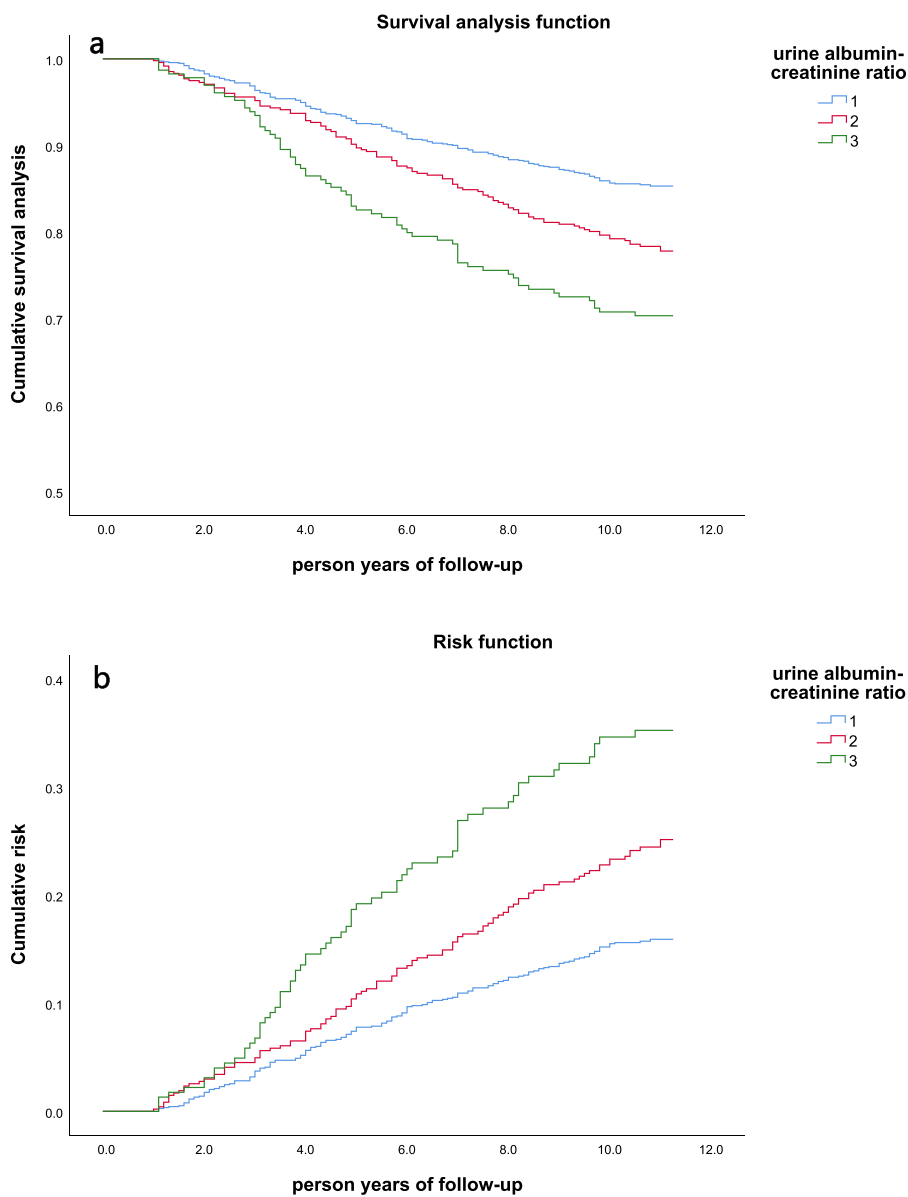 Survival analysis function
a
urine albumin-
creatinine ratio
1
2
3
1.0
0.9
0.8
0.7
0.6
0.5
Cumulative survival analysis
0.0 2.0 4.0 6.0 8.0 10.0 12.0
person years of follow-up
Risk function
b
urine albumin-
creatinine ratio
1
2
3
0.4
0.3
0.2
0.1
0.0
Cumulative risk
0.0 2.0 4.0 6.0 8.0 10.0 12.0
person years of follow-up